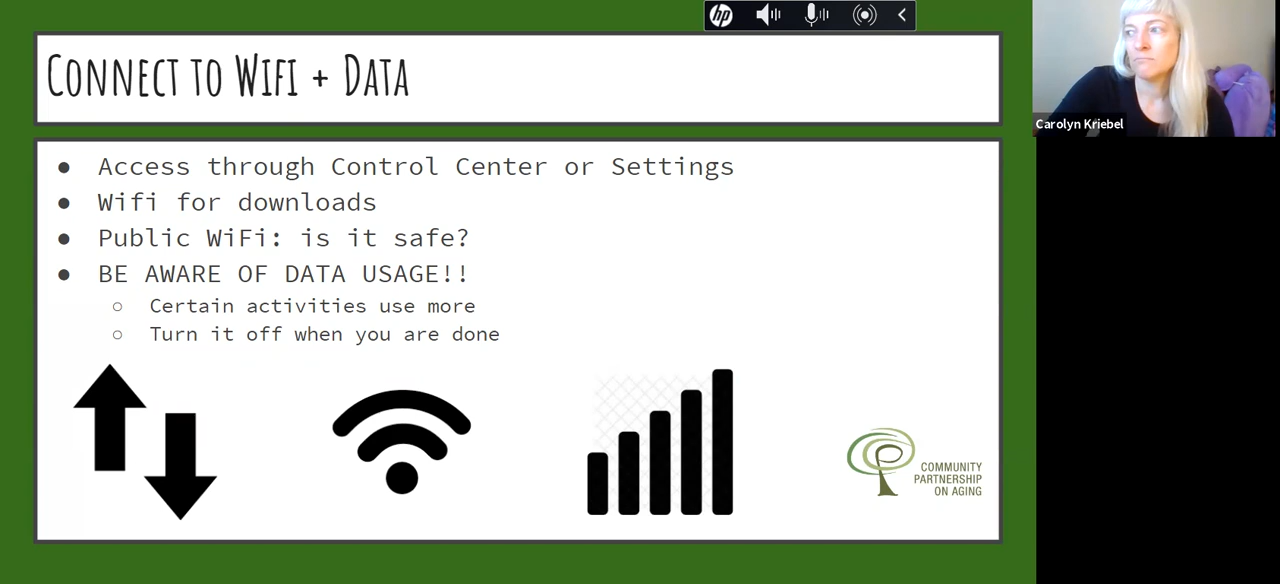 hp
CONNECT TO WIFI + DATA
Carolyn Kriebel
● Access through Control Center or Settings
● Wifi for downloads
● Public WiFi: is it safe?
● BE AWARE OF DATA USAGE!!
○ Certain activities use more
○ Turn it off when you are done
COMMUNITY
PARTNERSHIP
ON AGING